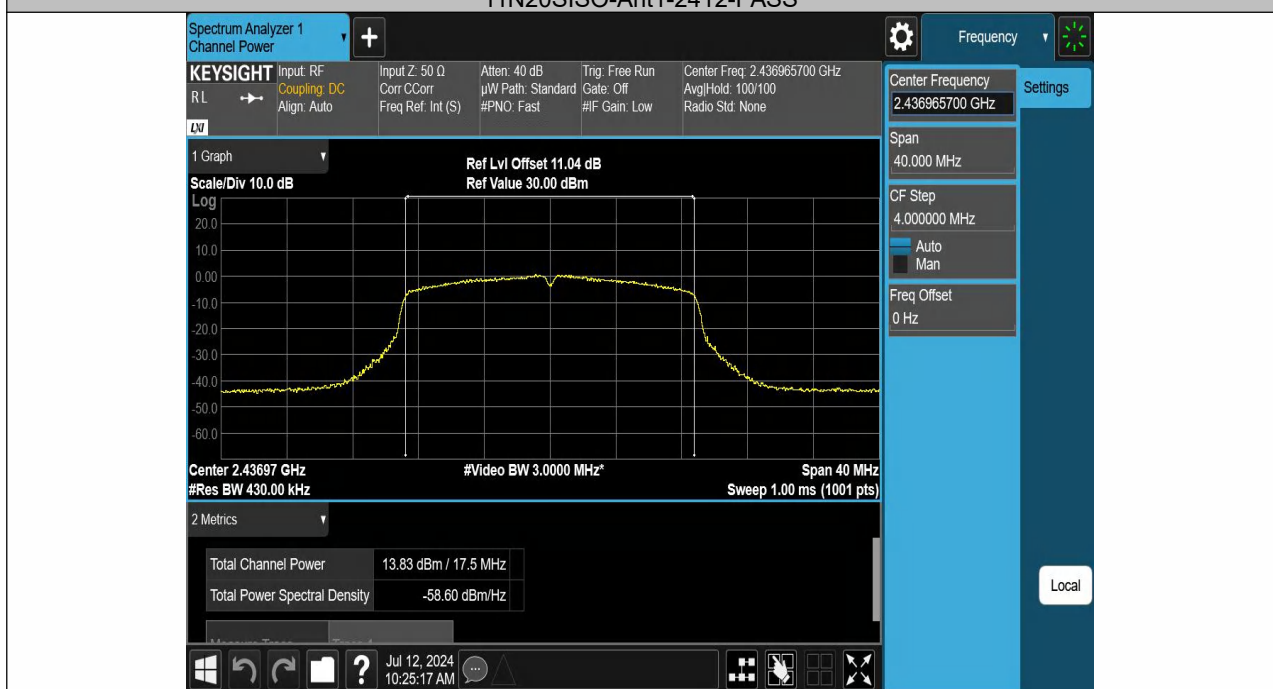 11N20SISO-Ant1-2412-PASS
Spectrum Analyzer 1
Channel Power
Frequency
KEYSIGHT
RL
LXI
Input: RF
Coupling: DC
Align: Auto
Input Z: 50 Ω
Corr CCorr
Freq Ref: Int (S)
Atten: 40 dB
µW Path: Standard
#PNO: Fast
Trig: Free Run
Gate: Off
#IF Gain: Low
Center Freq: 2.436965700 GHz
Avg|Hold: 100/100
Radio Std: None
Center Frequency
2.436965700 GHz
Settings
Span
40.000 MHz
CF Step
4.000000 MHz
Auto
Man
Freq Offset
0 Hz
Local
1 Graph
Scale/Div 10.0 dB
Ref Lvl Offset 11.04 dB
Ref Value 30.00 dBm
Log
20.0
10.0
0.00
-10.0
-20.0
-30.0
-40.0
-50.0
-60.0
Center 2.43697 GHz
#Video BW 3.0000 MHz*
Span 40 MHz
#Res BW 430.00 kHz
Sweep 1.00 ms (1001 pts)
2 Metrics
Total Channel Power 13.83 dBm / 17.5 MHz
Total Power Spectral Density -58.60 dBm/Hz
?
Jul 12, 2024
10:25:17 AM